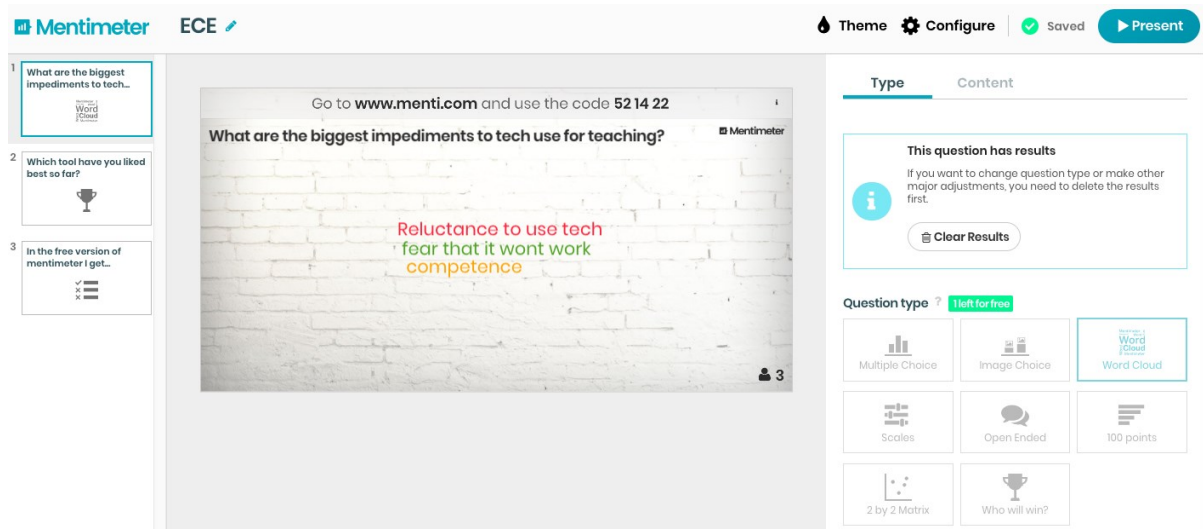 Mentimeter
ECE
Theme
Configure
Saved
Present
1
What are the biggest
impediments to tech...
Word
Cloud
2
Which tool have you liked
best so far?
3
In the free version of
mentimeter I get...
Go to www.menti.com and use the code 52 14 22
What are the biggest impediments to tech use for teaching?
Mentimeter
Reluctance to use tech
fear that it wont work
competence
3
Type
Content
This question has results
If you want to change question type or make other
major adjustments, you need to delete the results
first.
Clear Results
Question type ? 1 left for free
Multiple Choice
Image Choice
Word
Cloud
Word Cloud
Scales
Open Ended
100 points
2 by 2 Matrix
Who will win?